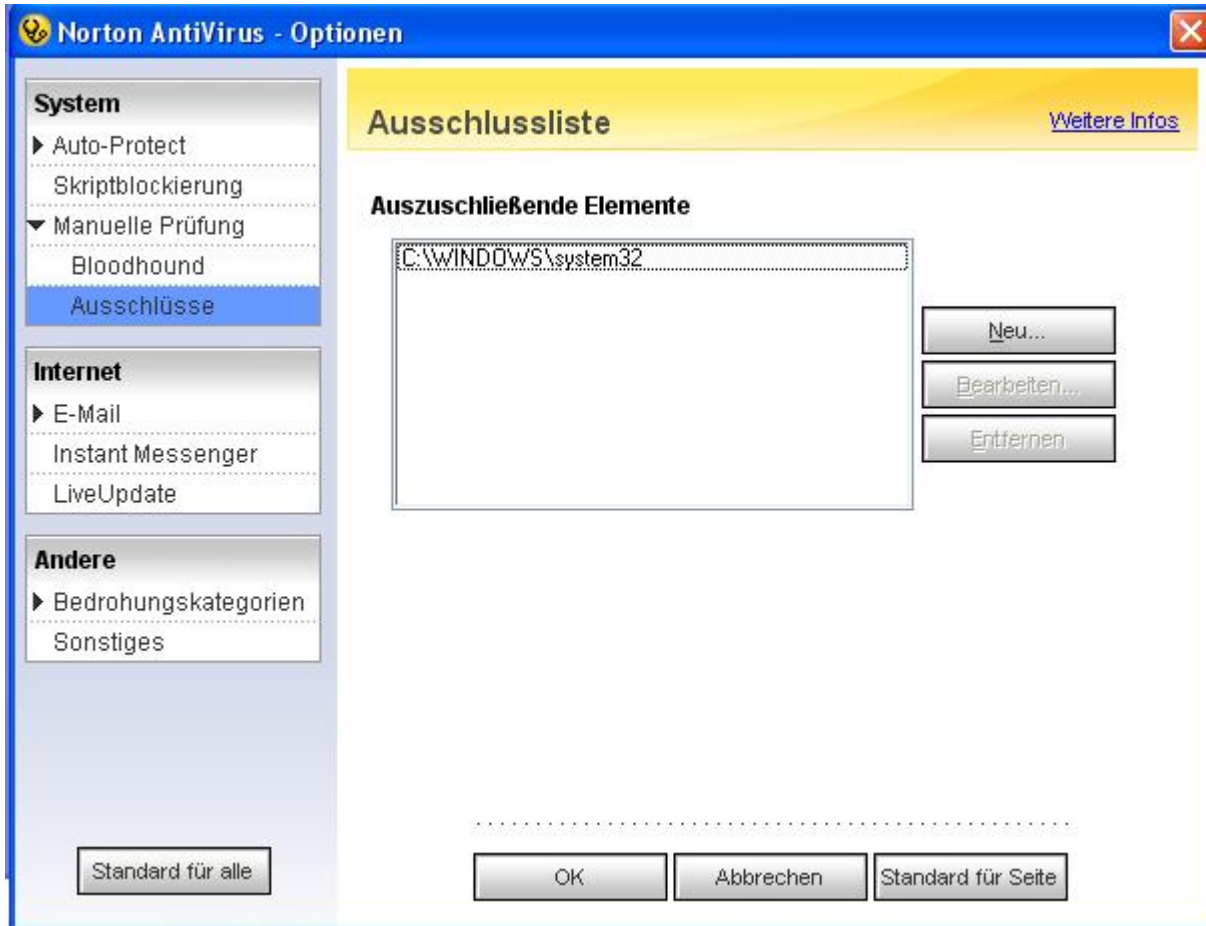 Norton AntiVirus - Optionen
System
Auto-Protect
Skriptblockierung
Manuelle Prüfung
Bloodhound
Ausschlüsse
Internet
E-Mail
Instant Messenger
LiveUpdate
Andere
Bedrohungskategorien
Sonstiges
Standard für alle
Ausschlussliste
Weitere Infos
Auszuschließende Elemente
C:\WINDOWS\system32
Neu...
Bearbeiten...
Entfernen
OK
Abbrechen
Standard für Seite